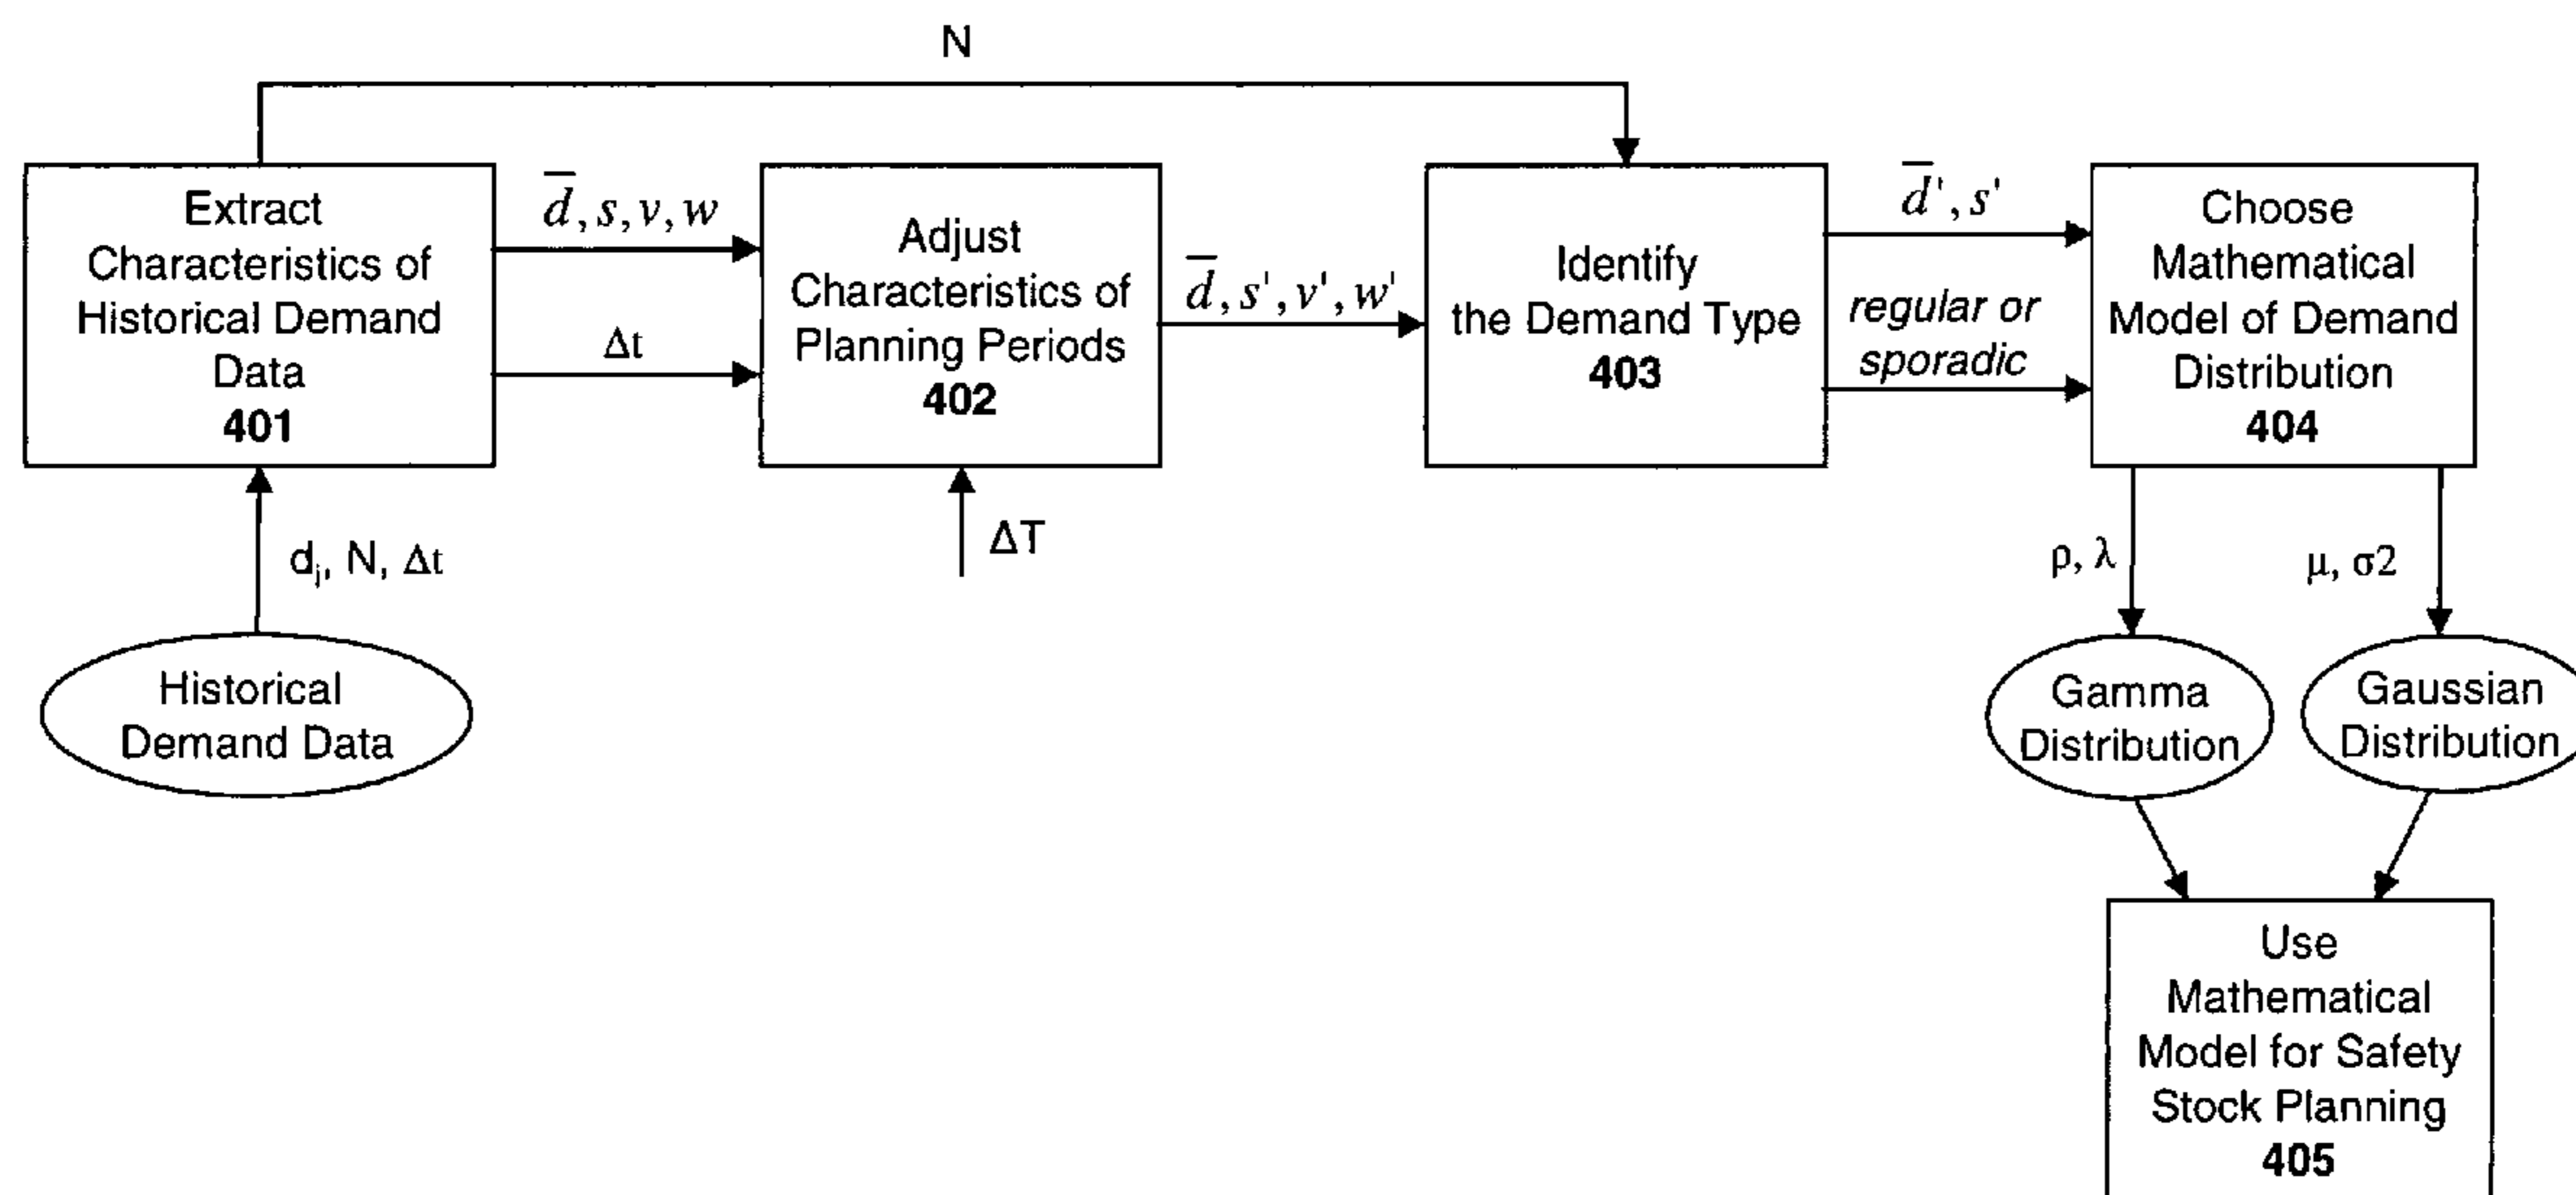 N
Extract
Characteristics of
Historical Demand
Data
401
d̅, s, v, w
Δt
Adjust
Characteristics of
Planning Periods
402
d̅, s', v', w'
Identify
the Demand Type
403
d̅', s'
regular or
sporadic
Choose
Mathematical
Model of Demand
Distribution
404
dⱼ, N, Δt
ΔT
ρ, λ
μ, σ2
Historical
Demand Data
Gamma
Distribution
Gaussian
Distribution
Use
Mathematical
Model for Safety
Stock Planning
405